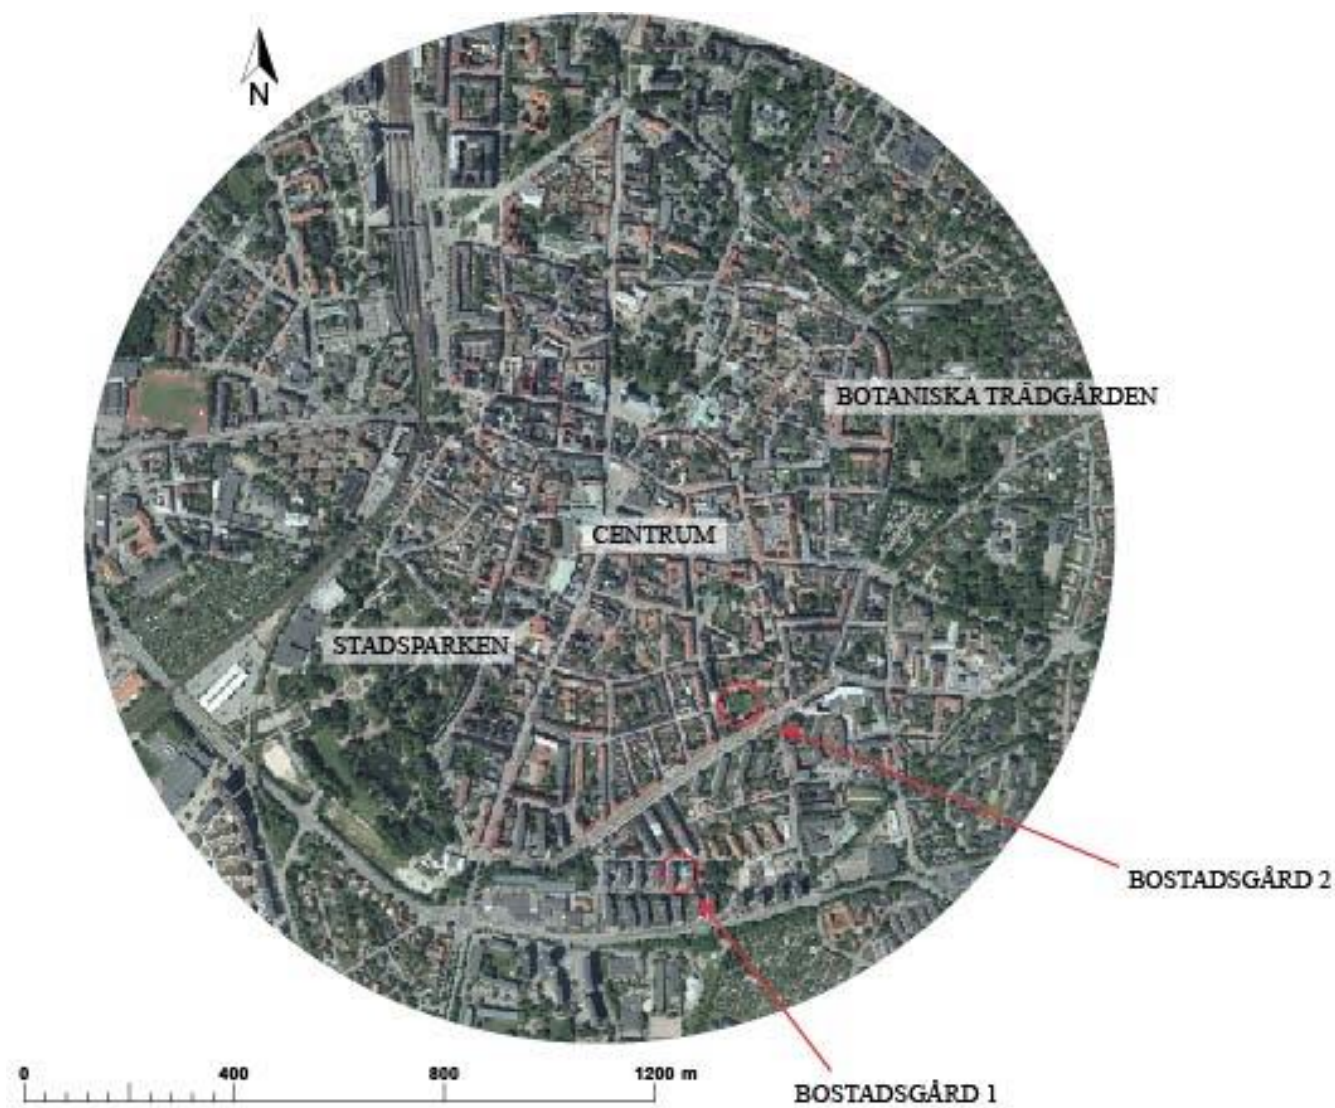 N
BOTANISKA TRÄDGÅRDEN
CENTRUM
STADSPARKEN
BOSTADSGÅRD 2
BOSTADSGÅRD 1
0 400 800 1200 m